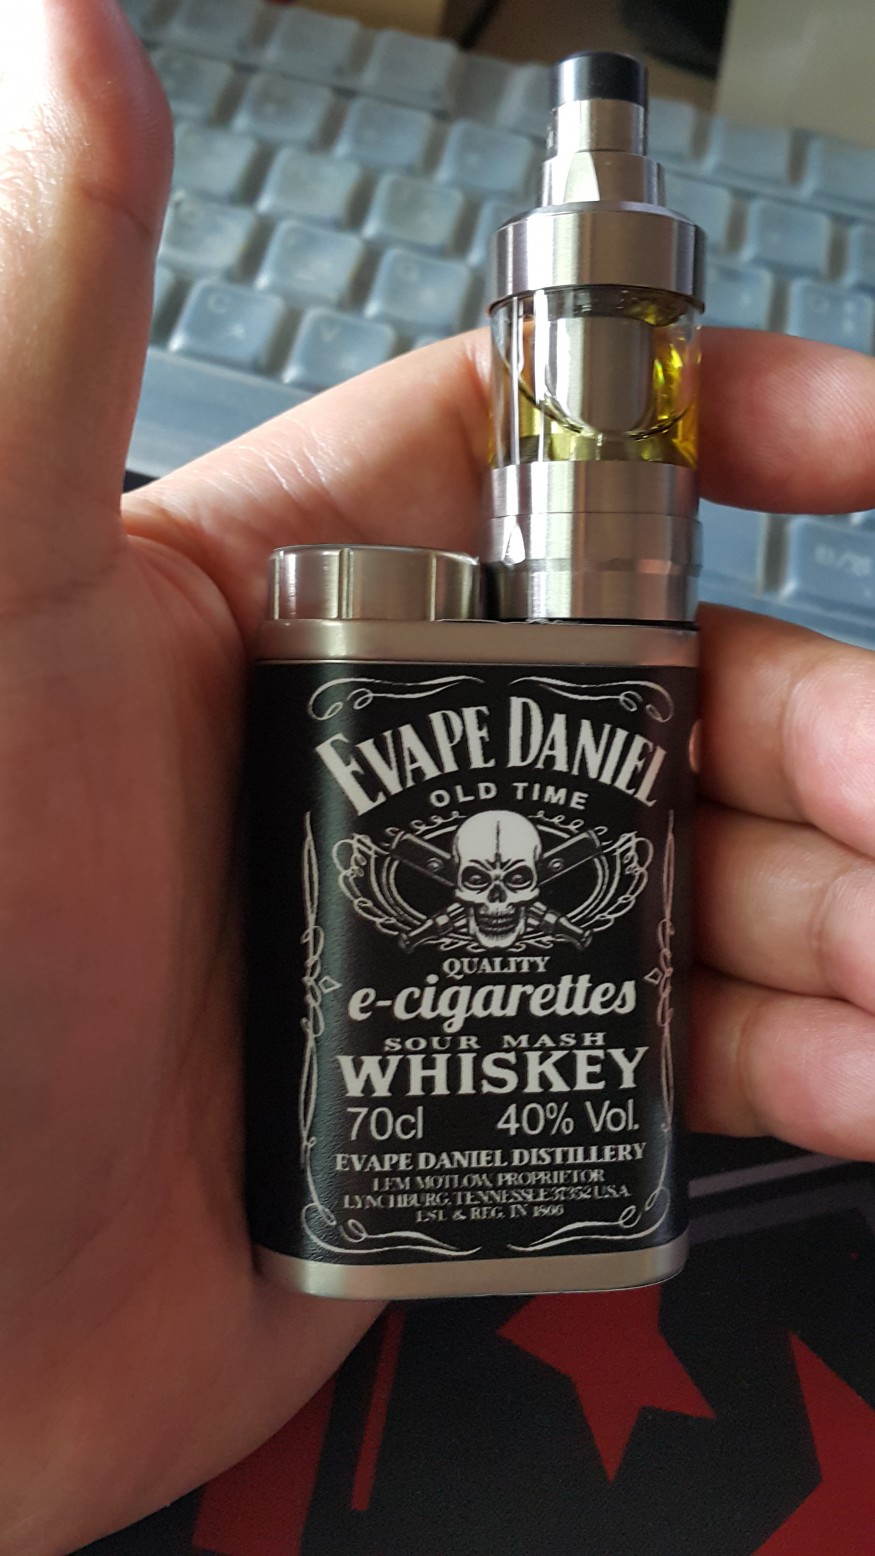 EVAPE DANIEL
OLD TIME
QUALITY
e-cigarettes
SOUR MASH
WHISKEY
70cl 40% Vol.
EVAPE DANIEL DISTILLERY
LEM MOTLOW, PROPRIETOR
LYNCHBURG, TENNESSEE 37352 U.S.A.
EST. & REG. IN 1866